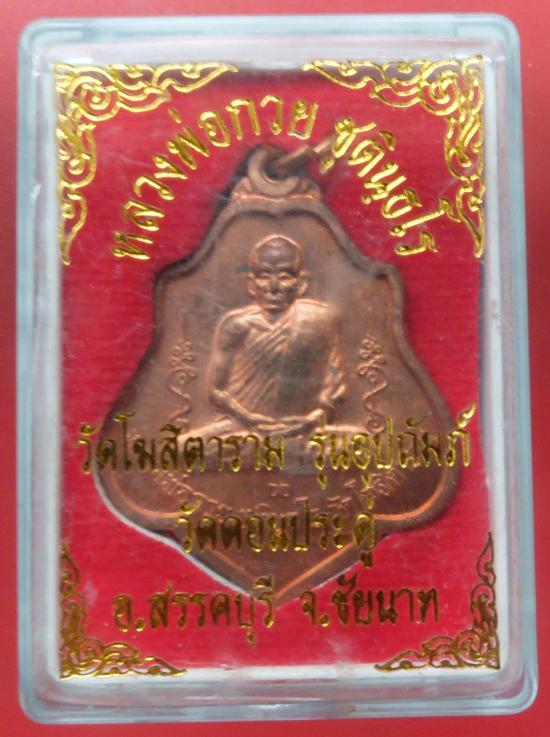 หลวงพ่อกวย ชุตินฺธโร
วัดโฆสิตาราม รุ่นอุปถัมภ์
วัดดอนประดู่
อ.สรรคบุรี จ.ชัยนาท